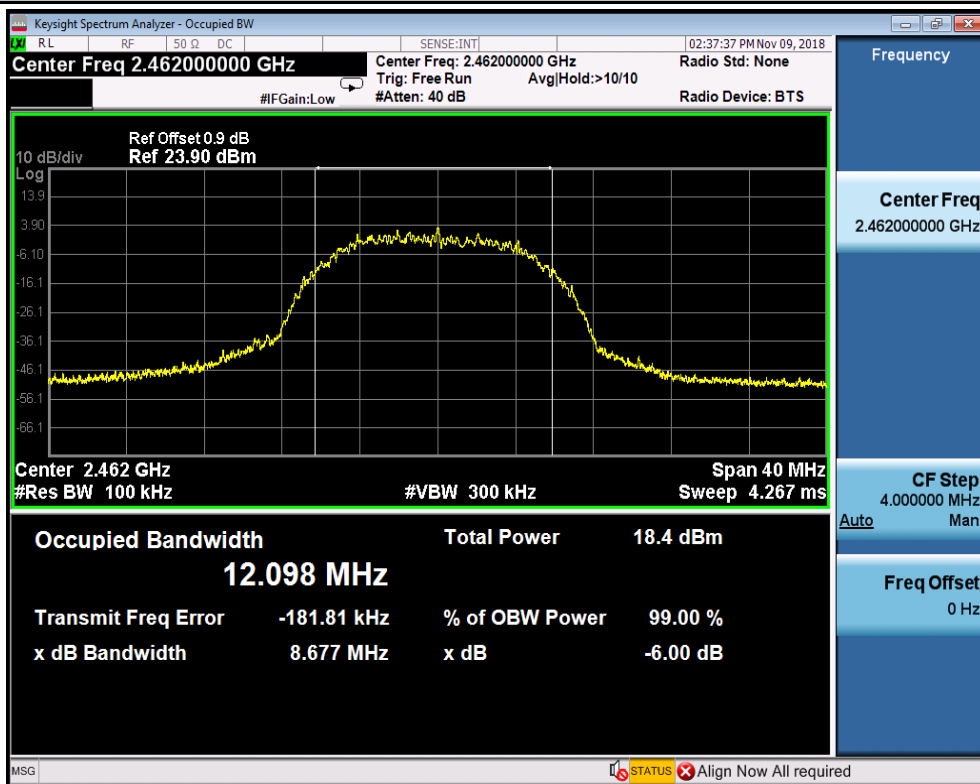 Keysight Spectrum Analyzer - Occupied BW
LXI RL RF 50 Ω DC SENSE:INT 02:37:37 PM Nov 09, 2018
Center Freq 2.462000000 GHz Center Freq: 2.462000000 GHz Radio Std: None
Trig: Free Run Avg|Hold:>10/10
#IFGain:Low #Atten: 40 dB Radio Device: BTS
Ref Offset 0.9 dB
10 dB/div Ref 23.90 dBm
Log
13.9
3.90
-6.10
-16.1
-26.1
-36.1
-46.1
-56.1
-66.1
Center 2.462 GHz Span 40 MHz
#Res BW 100 kHz #VBW 300 kHz Sweep 4.267 ms
Occupied Bandwidth Total Power 18.4 dBm
12.098 MHz
Transmit Freq Error -181.81 kHz % of OBW Power 99.00 %
x dB Bandwidth 8.677 MHz x dB -6.00 dB
Frequency
Center Freq
2.462000000 GHz
CF Step
4.000000 MHz
Auto Man
Freq Offset
0 Hz
MSG STATUS Align Now All required